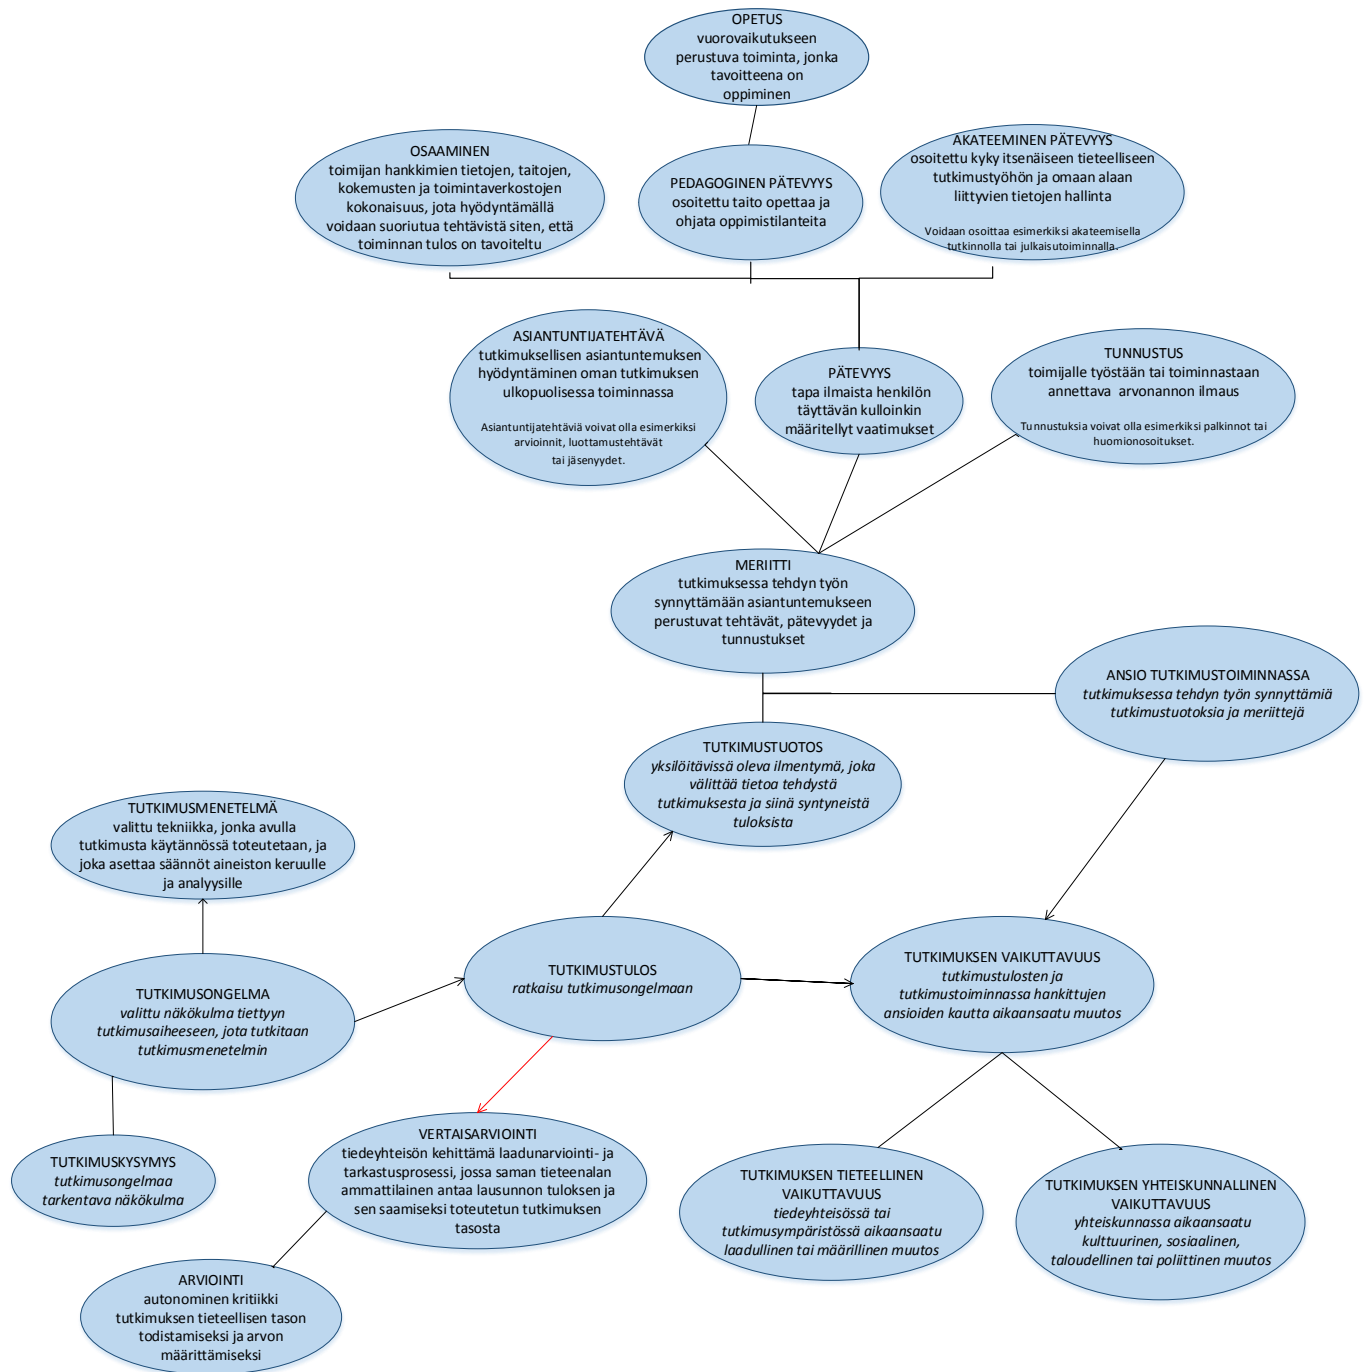 OPETUS
vuorovaikutukseen
perustuva toiminta, jonka
tavoitteena on
oppiminen
OSAAMINEN
toimijan hankkimien tietojen, taitojen,
kokemusten ja toimintaverkostojen
kokonaisuus, jota hyödyntämällä
voidaan suoriutua tehtävistä siten, että
toiminnan tulos on tavoiteltu
PEDAGOGINEN PÄTEVYYS
osoitettu taito opettaa ja
ohjata oppimistilanteita
AKATEEMINEN PÄTEVYYS
osoitettu kyky itsenäiseen tieteelliseen
tutkimustyöhön ja omaan alaan
liittyvien tietojen hallinta
Voidaan osoittaa esimerkiksi akateemisella
tutkinnolla tai julkaisutoiminnalla.
ASIANTUNTIJATEHTÄVÄ
tutkimuksellisen asiantuntemuksen
hyödyntäminen oman tutkimuksen
ulkopuolisessa toiminnassa
Asiantuntijatehtäviä voivat olla esimerkiksi
arvioinnit, luottamustehtävät
tai jäsenyydet.
PÄTEVYYS
tapa ilmaista henkilön
täyttävän kulloinkin
määritellyt vaatimukset
TUNNUSTUS
toimijalle työstään tai toiminnastaan
annettava arvonannon ilmaus
Tunnustuksia voivat olla esimerkiksi palkinnot tai
huomionosoitukset.
MERIITTI
tutkimuksessa tehdyn työn
synnyttämään asiantuntemukseen
perustuvat tehtävät, pätevyydet ja
tunnustukset
ANSIO TUTKIMUSTOIMINNASSA
tutkimuksessa tehdyn työn synnyttämiä
tutkimustuotoksia ja meriittejä
TUTKIMUSTUOTOS
yksilöitävissä oleva ilmentymä, joka
välittää tietoa tehdystä
tutkimuksesta ja siinä syntyneistä
tuloksista
TUTKIMUSMENETELMÄ
valittu tekniikka, jonka avulla
tutkimusta käytännössä toteutetaan, ja
joka asettaa säännöt aineiston keruulle
ja analyysille
TUTKIMUSONGELMA
valittu näkökulma tiettyyn
tutkimusaiheeseen, jota tutkitaan
tutkimusmenetelmin
TUTKIMUSTULOS
ratkaisu tutkimusongelmaan
TUTKIMUKSEN VAIKUTTAVUUS
tutkimustulosten ja
tutkimustoiminnassa hankittujen
ansioiden kautta aikaansaatu muutos
TUTKIMUSKYSYMYS
tutkimusongelmaa
tarkentava näkökulma
VERTAISARVIOINTI
tiedeyhteisön kehittämä laadunarviointi- ja
tarkastusprosessi, jossa saman tieteenalan
ammattilainen antaa lausunnon tuloksen ja
sen saamiseksi toteutetun tutkimuksen
tasosta
TUTKIMUKSEN TIETEELLINEN
VAIKUTTAVUUS
tiedeyhteisössä tai
tutkimusympäristössä aikaansaatu
laadullinen tai määrillinen muutos
TUTKIMUKSEN YHTEISKUNNALLINEN
VAIKUTTAVUUS
yhteiskunnassa aikaansaatu
kulttuurinen, sosiaalinen,
taloudellinen tai poliittinen muutos
ARVIOINTI
autonominen kritiikki
tutkimuksen tieteellisen tason
todistamiseksi ja arvon
määrittämiseksi